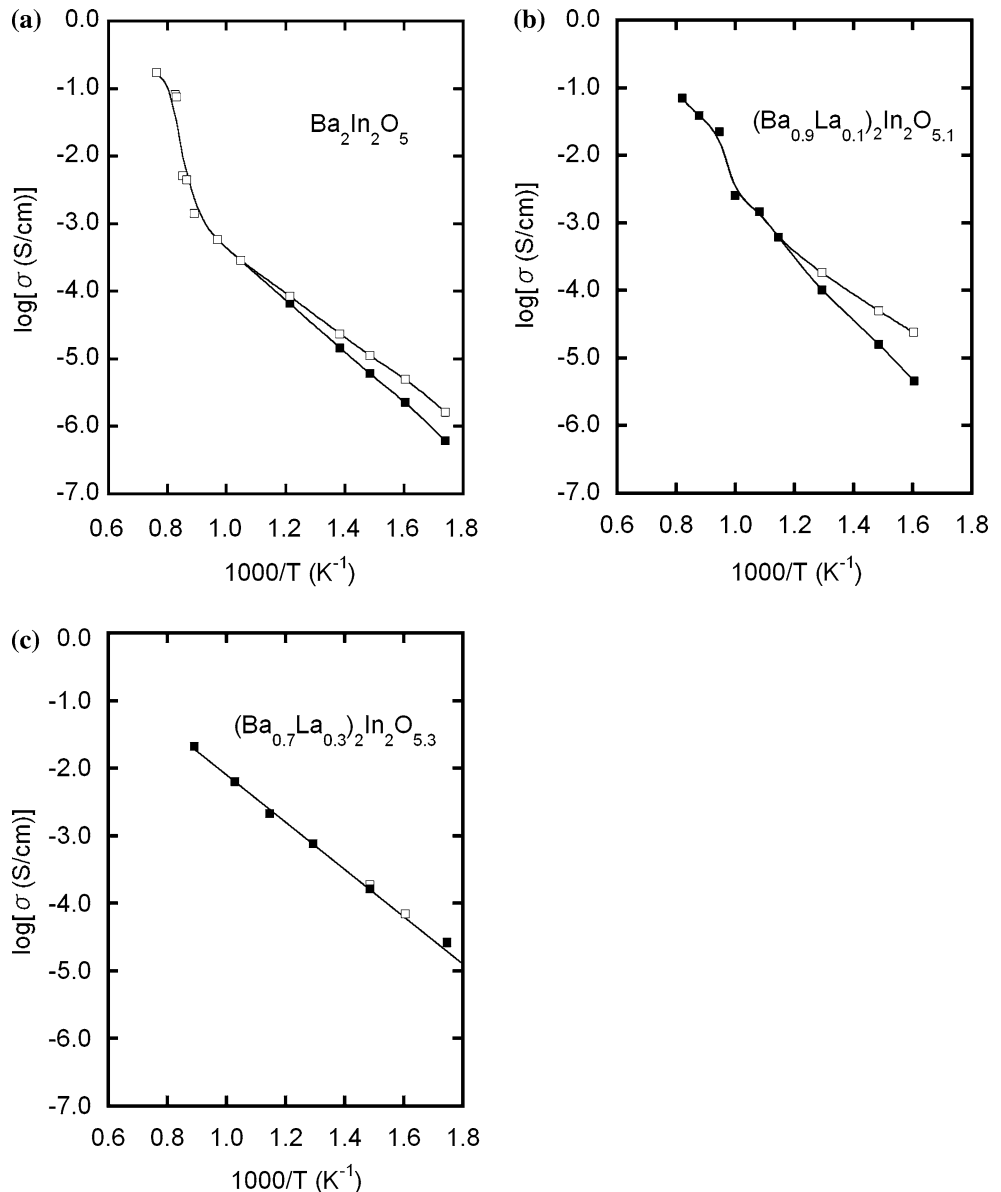 (a)
0.0
-1.0
-2.0
-3.0
-4.0
-5.0
-6.0
-7.0
log[ σ (S/cm)]
Ba₂In₂O₅
0.6 0.8 1.0 1.2 1.4 1.6 1.8
1000/T (K⁻¹)
(b)
0.0
-1.0
-2.0
-3.0
-4.0
-5.0
-6.0
-7.0
log[ σ (S/cm)]
(Ba₀.₉La₀.₁)₂In₂O₅.₁
0.6 0.8 1.0 1.2 1.4 1.6 1.8
1000/T (K⁻¹)
(c)
0.0
-1.0
-2.0
-3.0
-4.0
-5.0
-6.0
-7.0
log[ σ (S/cm)]
(Ba₀.₇La₀.₃)₂In₂O₅.₃
0.6 0.8 1.0 1.2 1.4 1.6 1.8
1000/T (K⁻¹)